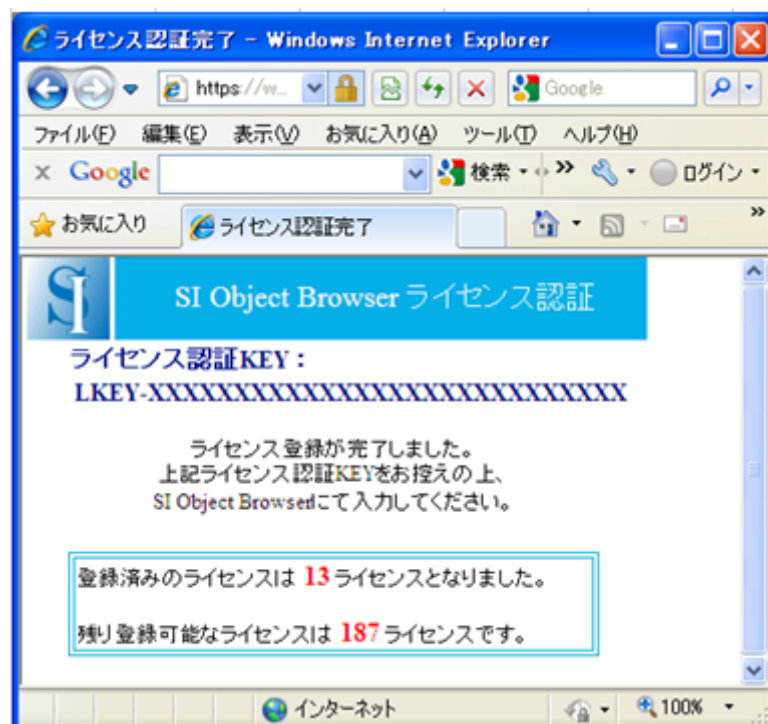 ライセンス認証完了 - Windows Internet Explorer
https://w...
Google
ファイル(F) 編集(E) 表示(V) お気に入り(A) ツール(T) ヘルプ(H)
x Google 検索 » ログイン
お気に入り ライセンス認証完了 »
SI
SI Object Browser ライセンス認証
ライセンス認証KEY：
LKEY-XXXXXXXXXXXXXXXXXXXXXXXXXXXX
ライセンス登録が完了しました。
上記ライセンス認証KEYをお控えの上、
SI Object Browserにて入力してください。
登録済みのライセンスは 13 ライセンスとなりました。
残り登録可能なライセンスは 187 ライセンスです。
インターネット 100%